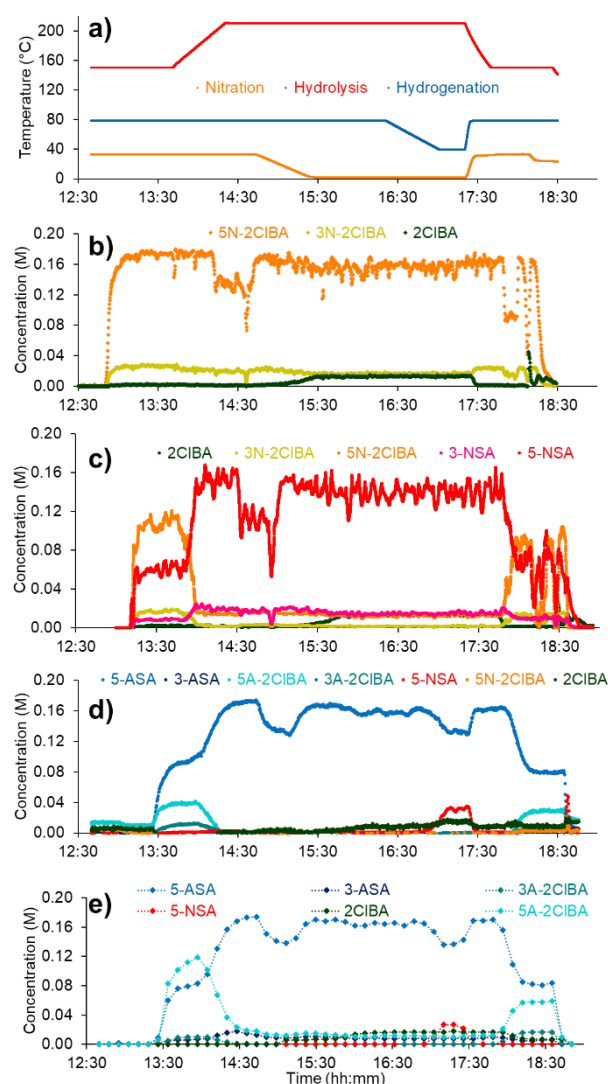 a)
Temperature (°C)
200
160
120
80
40
0
Nitration Hydrolysis Hydrogenation
12:30 13:30 14:30 15:30 16:30 17:30 18:30
b)
5N-2ClBA 3N-2ClBA 2ClBA
Concentration (M)
0.20
0.16
0.12
0.08
0.04
0.00
12:30 13:30 14:30 15:30 16:30 17:30 18:30
c)
2ClBA 3N-2ClBA 5N-2ClBA 3-NSA 5-NSA
Concentration (M)
0.20
0.16
0.12
0.08
0.04
0.00
12:30 13:30 14:30 15:30 16:30 17:30 18:30
5-ASA 3-ASA 5A-2ClBA 3A-2ClBA 5-NSA 5N-2ClBA 2ClBA
d)
Concentration (M)
0.20
0.16
0.12
0.08
0.04
0.00
12:30 13:30 14:30 15:30 16:30 17:30 18:30
e)
5-ASA 3-ASA 3A-2ClBA
5-NSA 2ClBA 5A-2ClBA
Concentration (M)
0.20
0.16
0.12
0.08
0.04
0.00
12:30 13:30 14:30 15:30 16:30 17:30 18:30
Time (hh:mm)